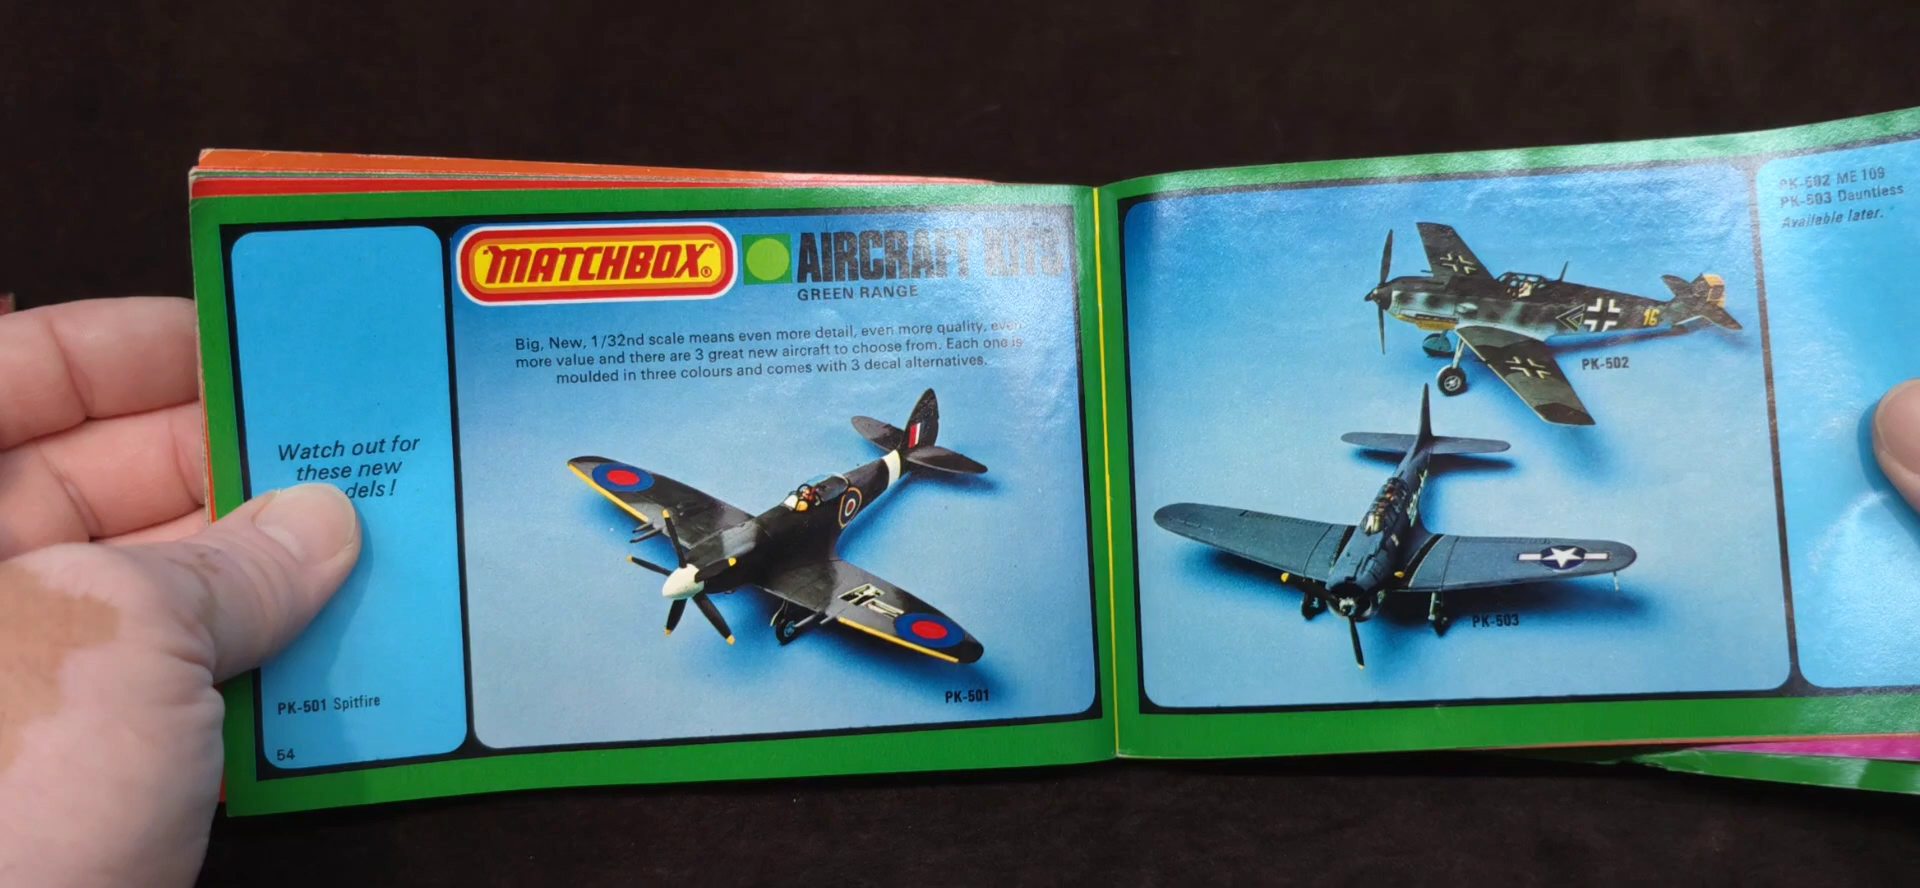 Watch out for
these new
dels!
PK-501 Spitfire
54
"MATCHBOX"®
AIRCRAFT KITS
GREEN RANGE
Big, New, 1/32nd scale means even more detail, even more quality, even
more value and there are 3 great new aircraft to choose from. Each one is
moulded in three colours and comes with 3 decal alternatives.
PK-501
PK-502
16
PK-503
PK-502 ME 109
PK-503 Dauntless
Available later.